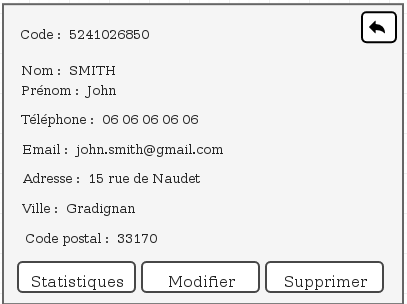 Code : 5241026850
Nom : SMITH
Prénom : John
Téléphone : 06 06 06 06 06
Email : john.smith@gmail.com
Adresse : 15 rue de Naudet
Ville : Gradignan
Code postal : 33170
Statistiques Modifier Supprimer